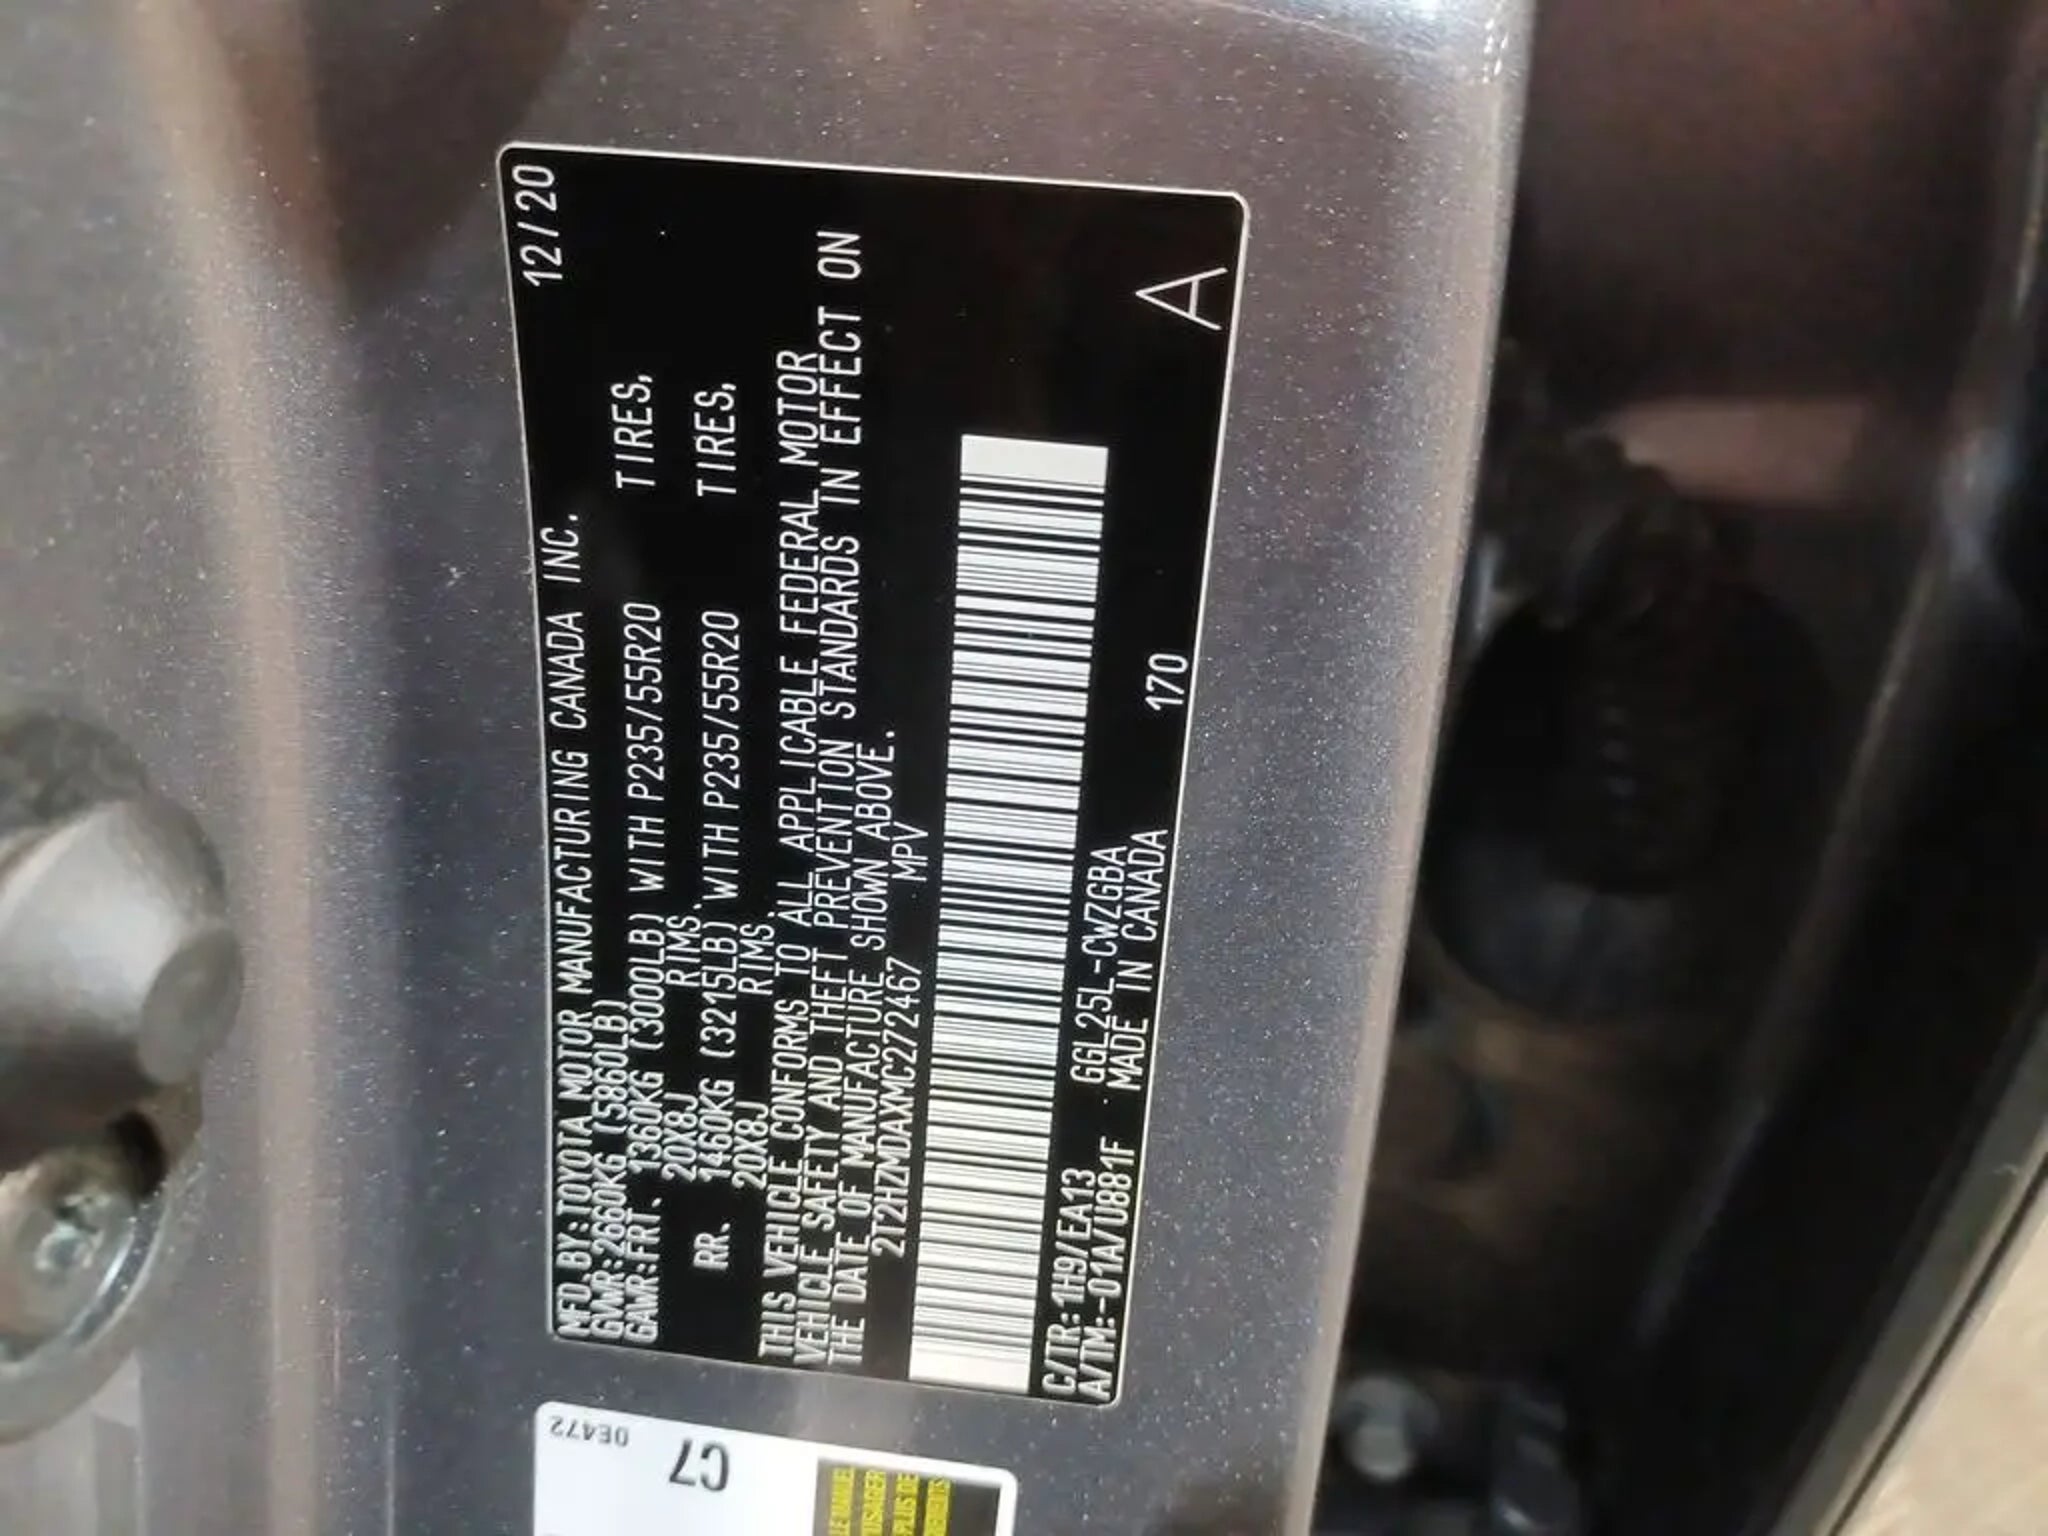 MFD.BY:TOYOTA MOTOR MANUFACTURING CANADA INC. 12/20
GVWR:2660KG (5860LB)
GAWR:FRT. 1360KG (3000LB) WITH P235/55R20 TIRES,
20X8J RIMS.
RR. 1460KG (3215LB) WITH P235/55R20 TIRES,
20X8J RIMS.
THIS VEHICLE CONFORMS TO ALL APPLICABLE FEDERAL MOTOR
VEHICLE SAFETY AND THEFT PREVENTION STANDARDS IN EFFECT ON
THE DATE OF MANUFACTURE SHOWN ABOVE.
2T2HZMDAXMC272467 MPV
C/TR:1H9/EA13 GGL25L-CWZGBA
A/TM:-01A/U881F MADE IN CANADA 170
A
0E472
C7